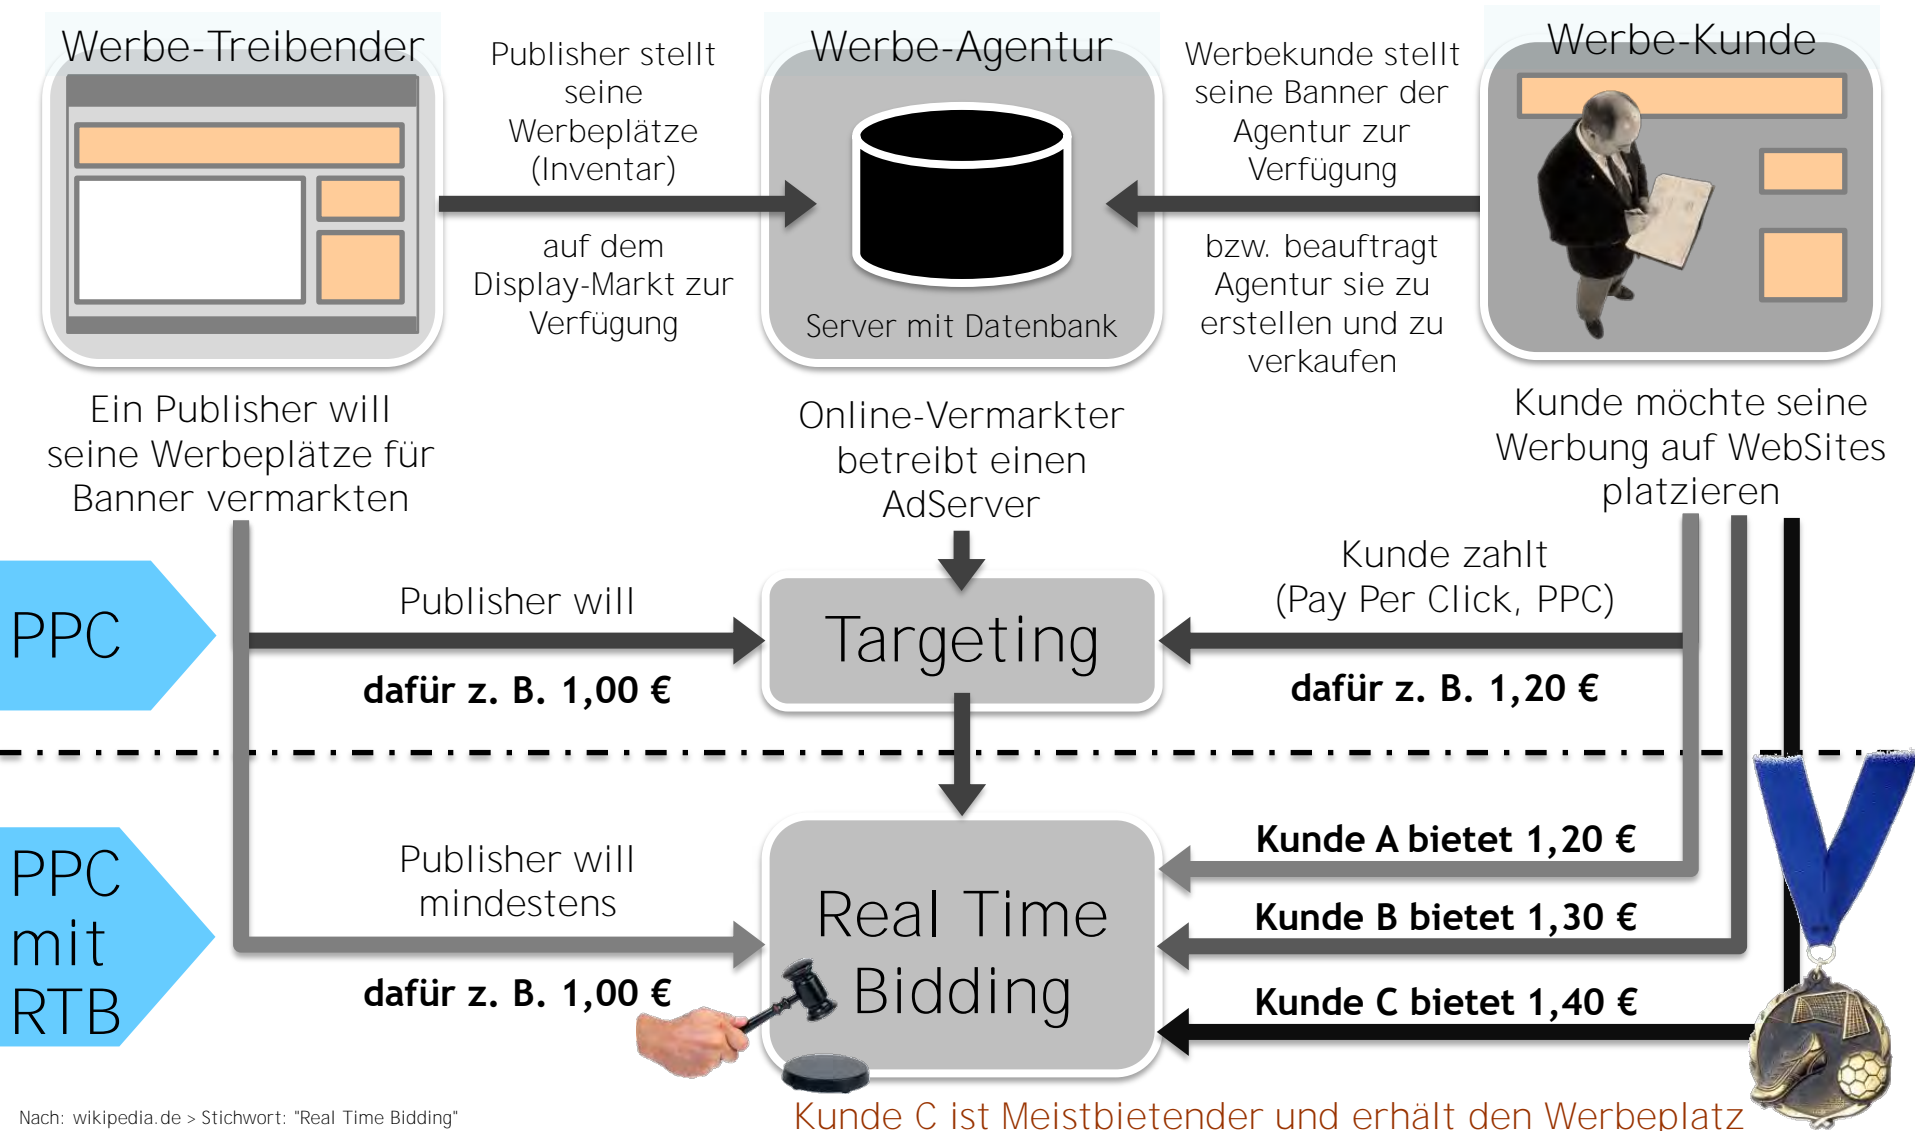 Werbe-Treibender
Publisher stellt
seine
Werbeplätze
(Inventar)
auf dem
Display-Markt zur
Verfügung
Werbe-Agentur
Server mit Datenbank
Werbekunde stellt
seine Banner der
Agentur zur
Verfügung
bzw. beauftragt
Agentur sie zu
erstellen und zu
verkaufen
Werbe-Kunde
Ein Publisher will
seine Werbeplätze für
Banner vermarkten
Online-Vermarkter
betreibt einen
AdServer
Kunde möchte seine
Werbung auf WebSites
platzieren
PPC
Publisher will
dafür z. B. 1,00 €
Targeting
Kunde zahlt
(Pay Per Click, PPC)
dafür z. B. 1,20 €
PPC
mit
RTB
Publisher will
mindestens
dafür z. B. 1,00 €
Real Time
Bidding
Kunde A bietet 1,20 €
Kunde B bietet 1,30 €
Kunde C bietet 1,40 €
Nach: wikipedia.de > Stichwort: "Real Time Bidding"
Kunde C ist Meistbietender und erhält den Werbeplatz